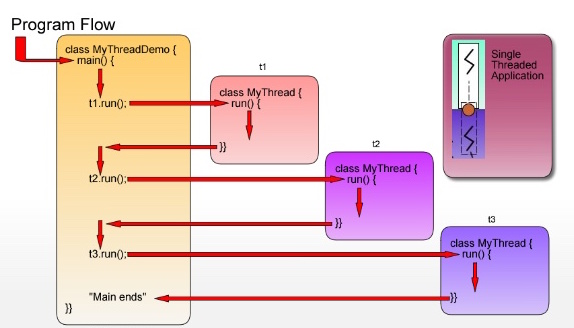 Program Flow
class MyThreadDemo {
main() {
t1.run();
t2.run();
t3.run();
"Main ends"
}}
t1
class MyThread {
run() {
}}
t2
class MyThread {
run() {
}}
t3
class MyThread {
run() {
}}
Single
Threaded
Application